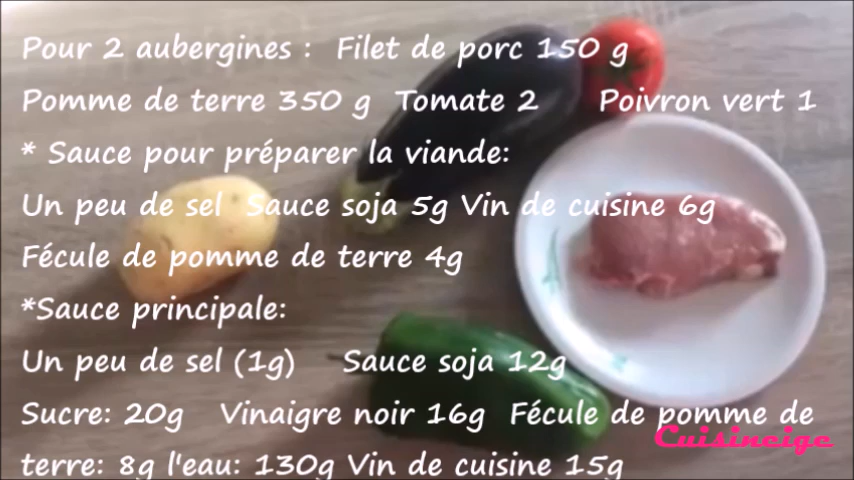 Pour 2 aubergines :  Filet de porc 150 g
Pomme de terre 350 g  Tomate 2  Poivron vert 1
* Sauce pour préparer la viande:
Un peu de sel  Sauce soja 5g Vin de cuisine 6g
Fécule de pomme de terre 4g
*Sauce principale:
Un peu de sel (1g)  Sauce soja 12g
Sucre: 20g  Vinaigre noir 16g  Fécule de pomme de
Cuisincige
terre: 8g l'eau: 130g Vin de cuisine 15g